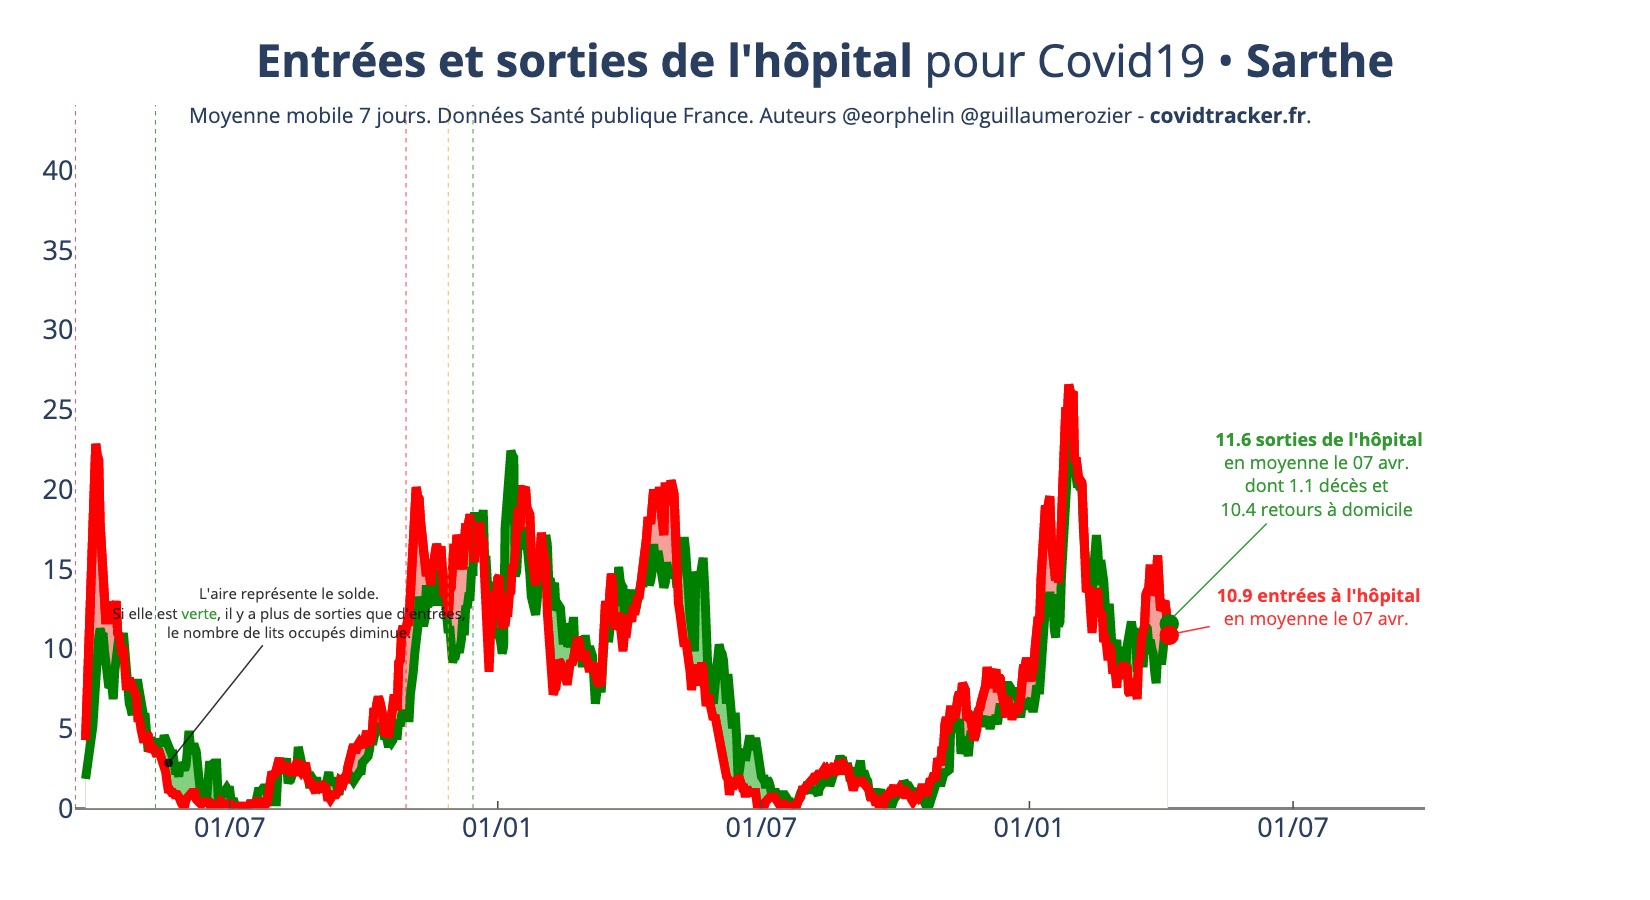 Entrées et sorties de l'hôpital pour Covid19 • Sarthe
Moyenne mobile 7 jours. Données Santé publique France. Auteurs @eorphelin @guillaumerozier - covidtracker.fr.
40
35
30
25
20
15
10
5
0
L'aire représente le solde.
Si elle est verte, il y a plus de sorties que d'entrées,
le nombre de lits occupés diminue.
11.6 sorties de l'hôpital
en moyenne le 07 avr.
dont 1.1 décès et
10.4 retours à domicile
10.9 entrées à l'hôpital
en moyenne le 07 avr.
01/07
01/01
01/07
01/01
01/07